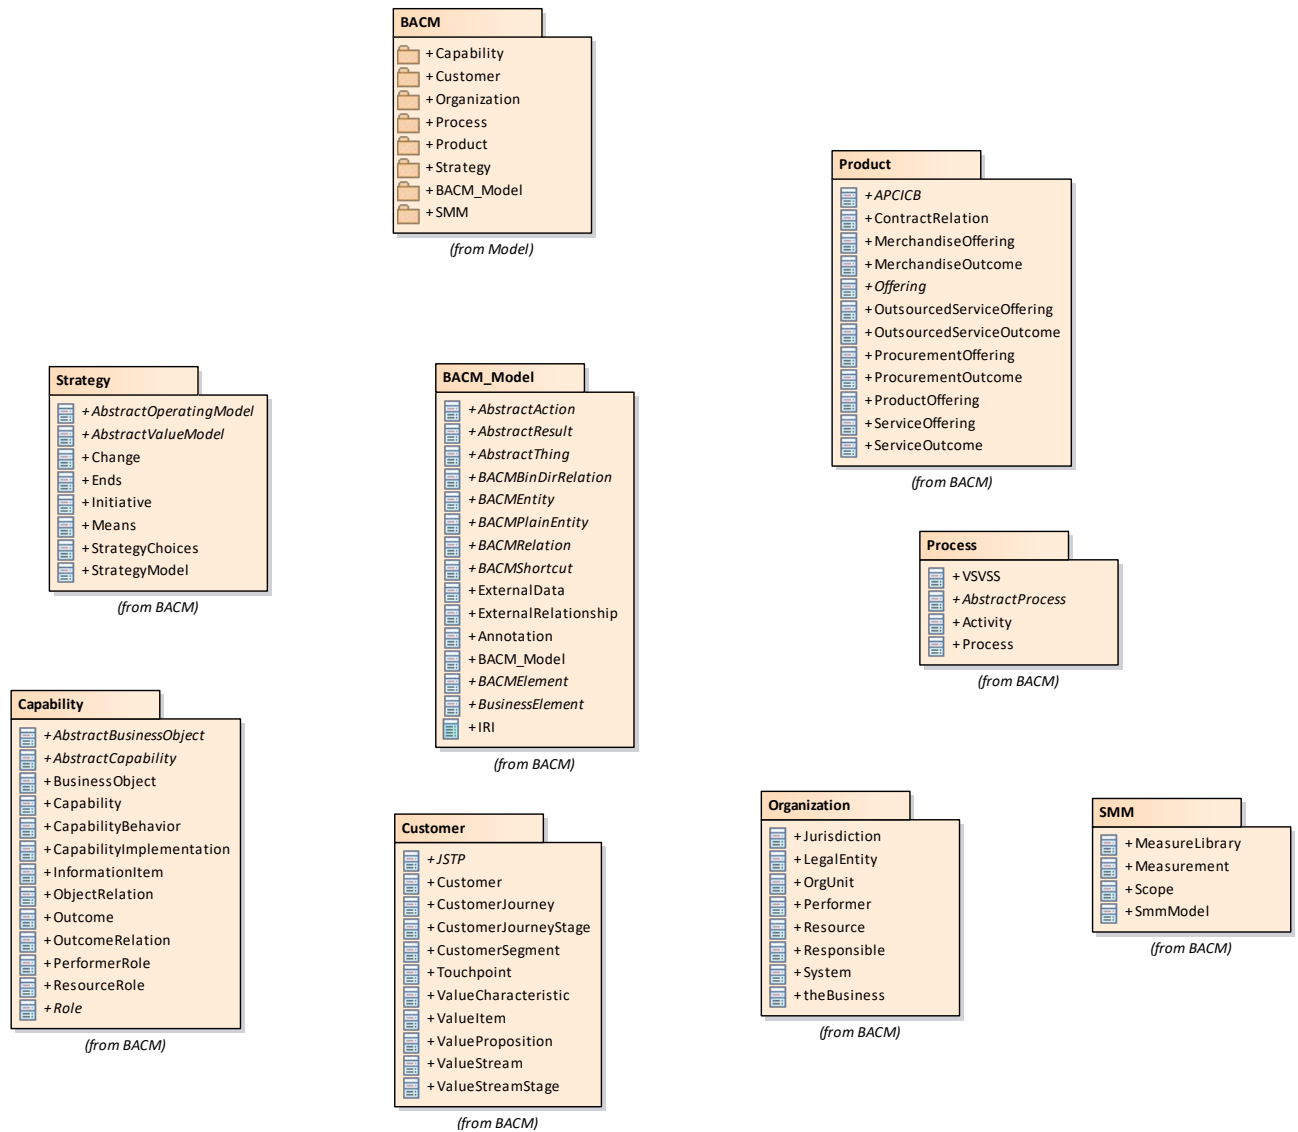 BACM
+Capability
+Customer
+Organization
+Process
+Product
+Strategy
+BACM_Model
+SMM
(from Model)
Product
+APCICB
+ContractRelation
+MerchandiseOffering
+MerchandiseOutcome
+Offering
+OutsourcedServiceOffering
+OutsourcedServiceOutcome
+ProcurementOffering
+ProcurementOutcome
+ProductOffering
+ServiceOffering
+ServiceOutcome
(from BACM)
Strategy
+AbstractOperatingModel
+AbstractValueModel
+Change
+Ends
+Initiative
+Means
+StrategyChoices
+StrategyModel
(from BACM)
BACM_Model
+AbstractAction
+AbstractResult
+AbstractThing
+BACMBinDirRelation
+BACMEntity
+BACMPlainEntity
+BACMRelation
+BACMShortcut
+ExternalData
+ExternalRelationship
+Annotation
+BACM_Model
+BACMElement
+BusinessElement
+IRI
(from BACM)
Process
+VSVSS
+AbstractProcess
+Activity
+Process
(from BACM)
Capability
+AbstractBusinessObject
+AbstractCapability
+BusinessObject
+Capability
+CapabilityBehavior
+CapabilityImplementation
+InformationItem
+ObjectRelation
+Outcome
+OutcomeRelation
+PerformerRole
+ResourceRole
+Role
(from BACM)
Customer
+JSTP
+Customer
+CustomerJourney
+CustomerJourneyStage
+CustomerSegment
+Touchpoint
+ValueCharacteristic
+ValueItem
+ValueProposition
+ValueStream
+ValueStreamStage
(from BACM)
Organization
+Jurisdiction
+LegalEntity
+OrgUnit
+Performer
+Resource
+Responsible
+System
+theBusiness
(from BACM)
SMM
+MeasureLibrary
+Measurement
+Scope
+SmmModel
(from BACM)